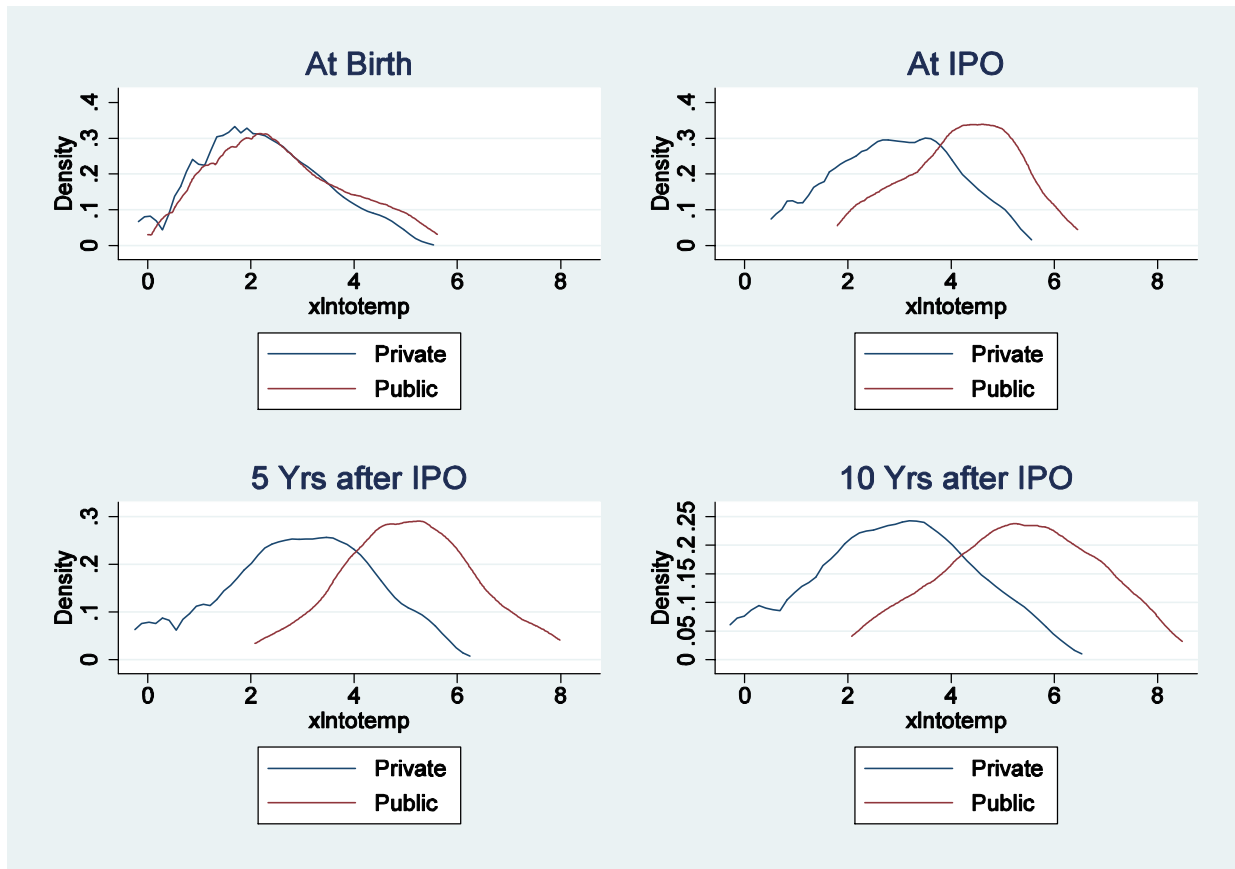 At Birth
Density
0 .1 .2 .3 .4
0 2 4 6 8
xlntotemp
Private
Public
At IPO
Density
0 .1 .2 .3 .4
0 2 4 6 8
xlntotemp
Private
Public
5 Yrs after IPO
Density
0 .1 .2 .3
0 2 4 6 8
xlntotemp
Private
Public
10 Yrs after IPO
Density
0 .05 .1 .15 .2 .25
0 2 4 6 8
xlntotemp
Private
Public